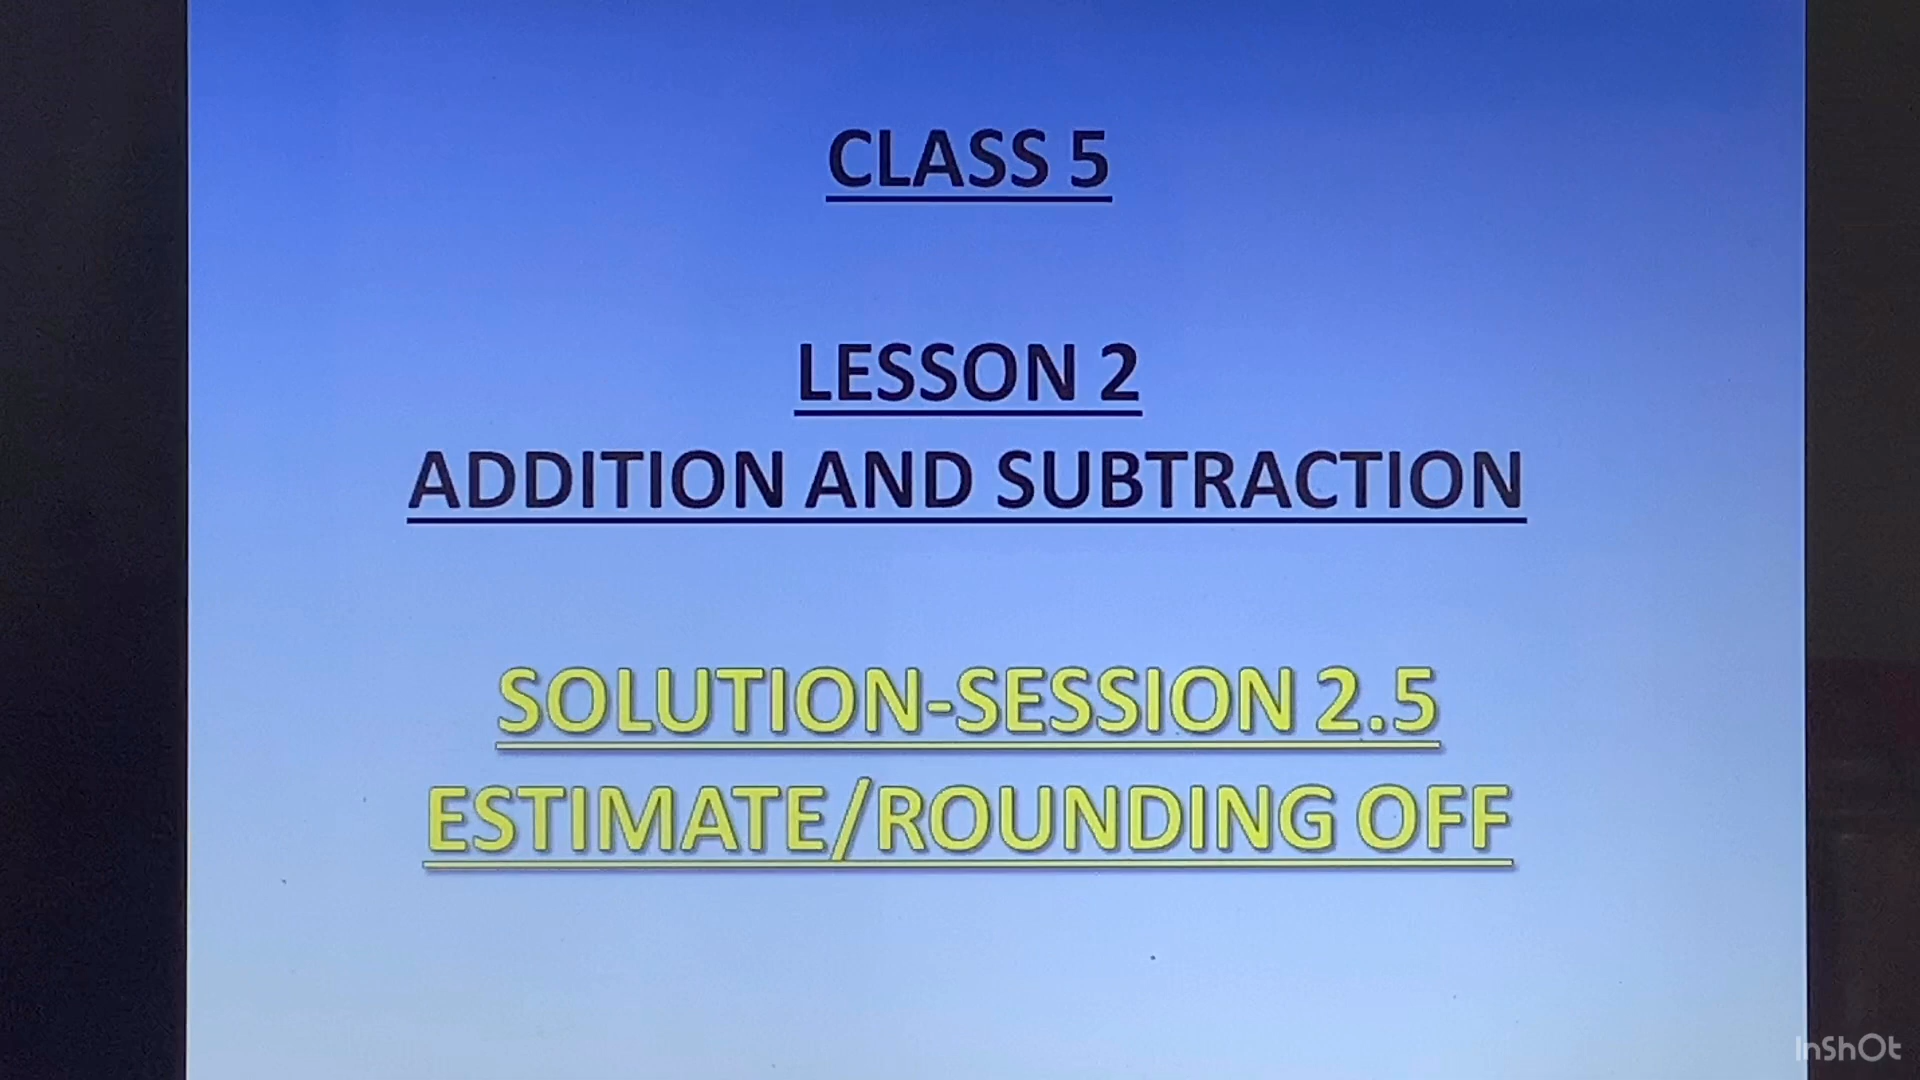 CLASS 5
LESSON 2
ADDITION AND SUBTRACTION
SOLUTION-SESSION 2.5
ESTIMATE/ROUNDING OFF
InShOt